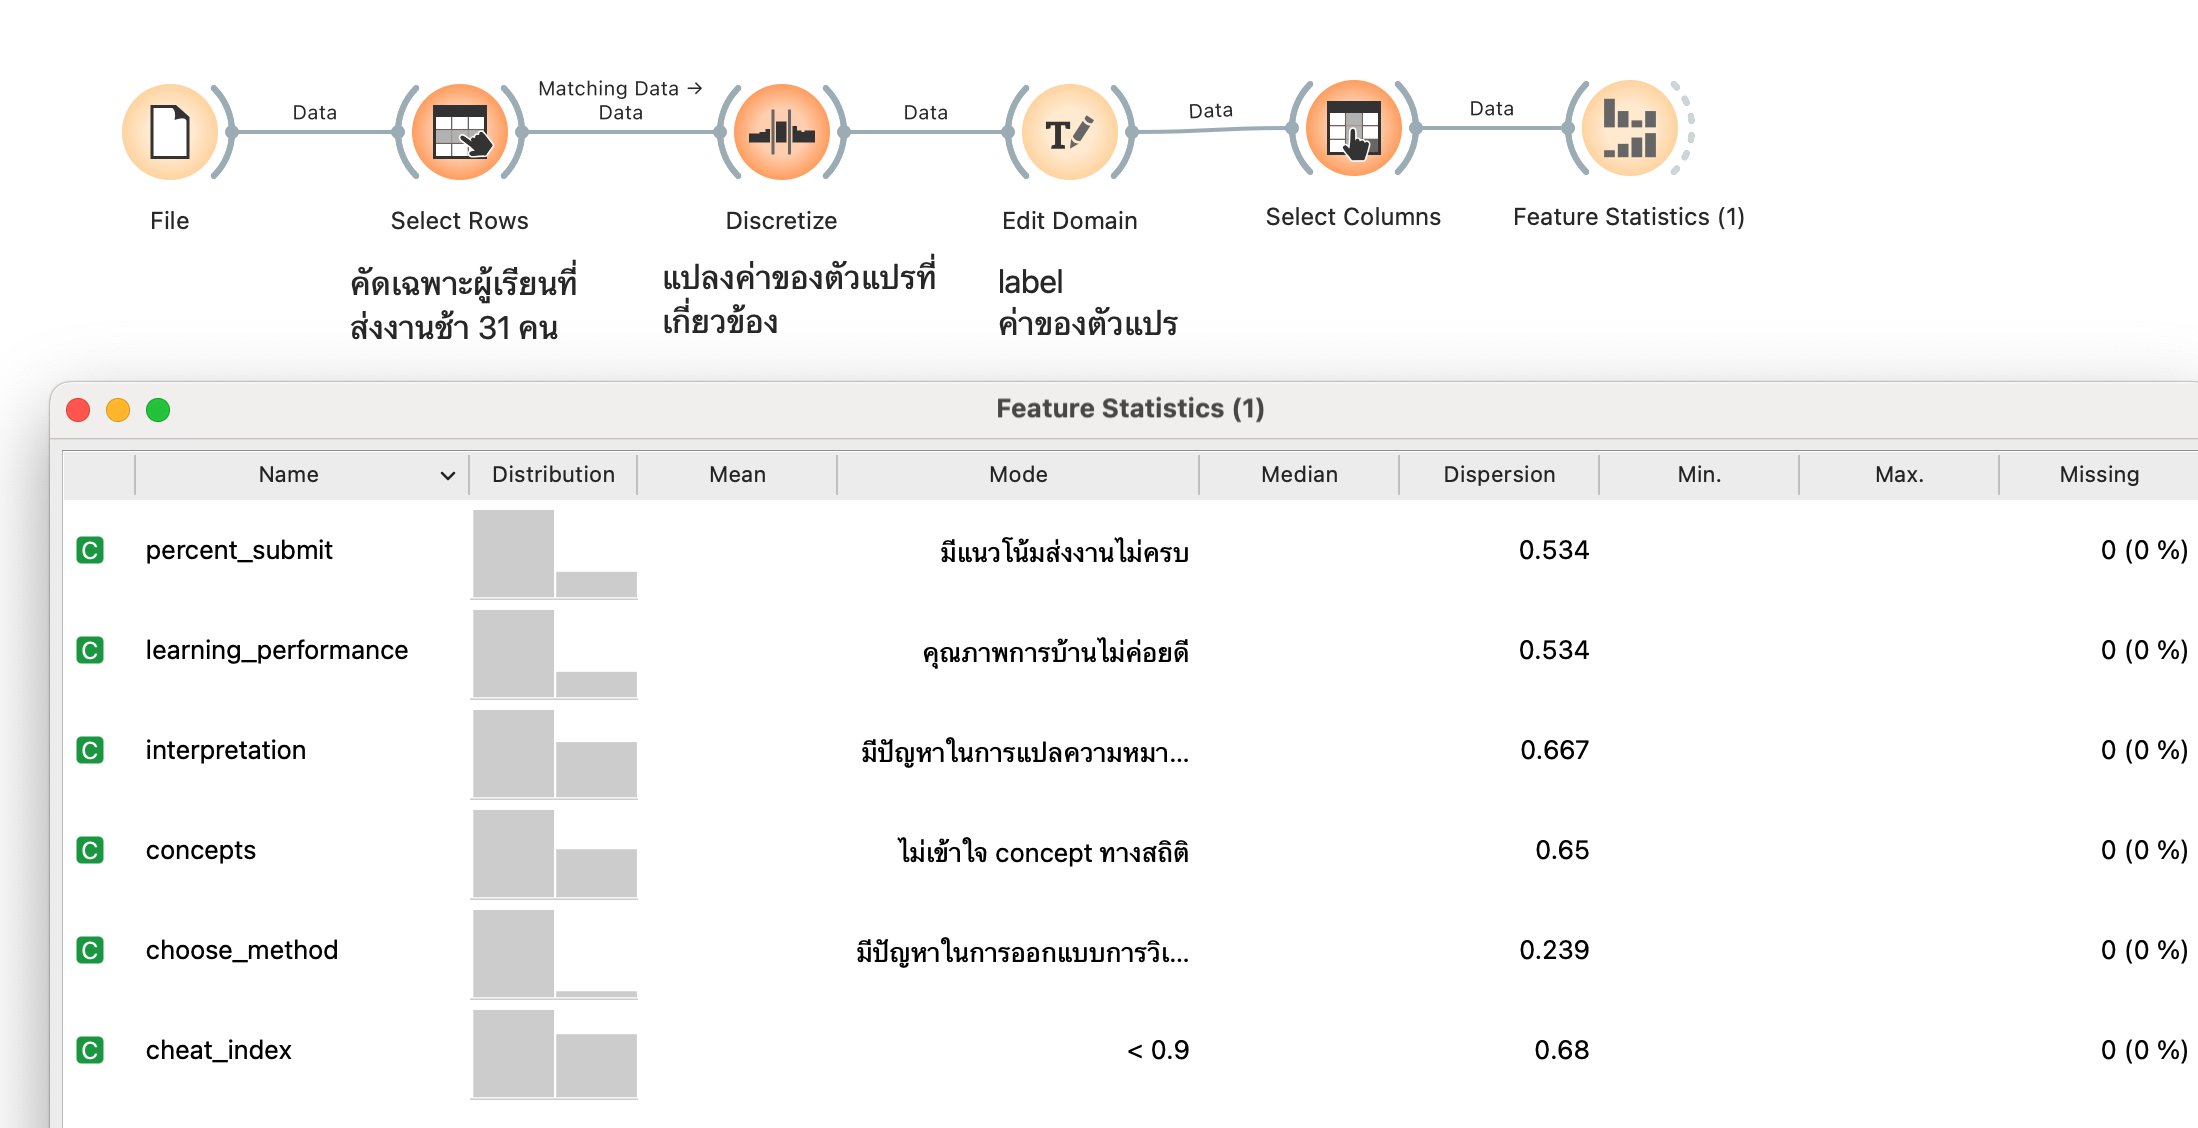 Data
Matching Data →
Data
Data
Data
Data
File
Select Rows
Discretize
Edit Domain
Select Columns
Feature Statistics (1)
คัดเฉพาะผู้เรียนที่
ส่งงานช้า 31 คน
แปลงค่าของตัวแปรที่
เกี่ยวข้อง
label
ค่าของตัวแปร
Feature Statistics (1)
Name Distribution Mean Mode Median Dispersion Min. Max. Missing
C percent_submit มีแนวโน้มส่งงานไม่ครบ 0.534 0 (0 %)
C learning_performance คุณภาพการบ้านไม่ค่อยดี 0.534 0 (0 %)
C interpretation มีปัญหาในการแปลความหมา... 0.667 0 (0 %)
C concepts ไม่เข้าใจ concept ทางสถิติ 0.65 0 (0 %)
C choose_method มีปัญหาในการออกแบบการวิเ... 0.239 0 (0 %)
C cheat_index < 0.9 0.68 0 (0 %)